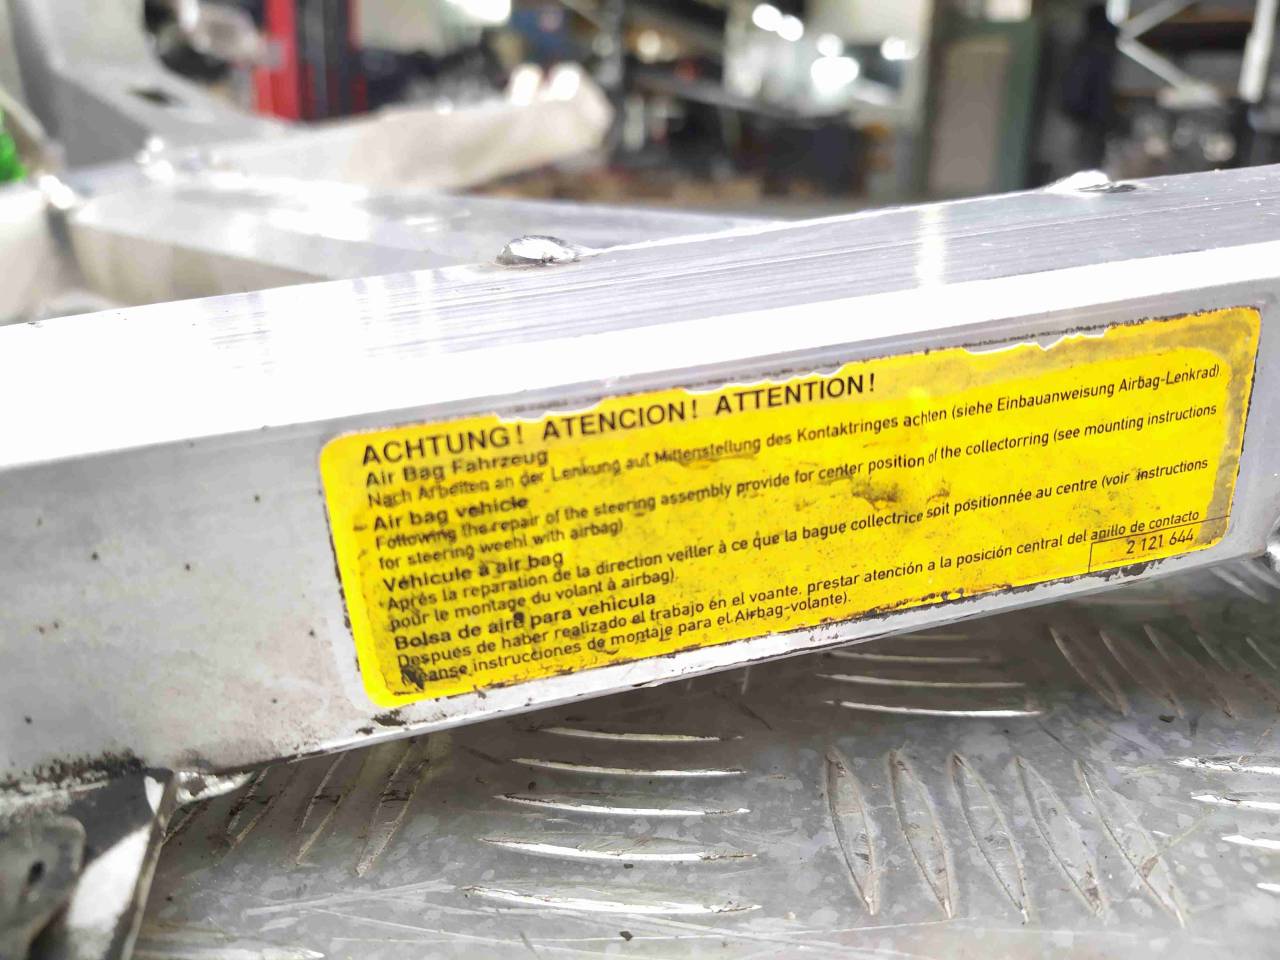 ACHTUNG! ATENCION! ATTENTION!
Air Bag Fahrzeug
Nach Arbeiten an der Lenkung auf Mittenstellung des Kontaktringes achten (siehe Einbauanweisung Airbag-Lenkrad)
Air bag vehicle
Following the repair of the steering assembly provide for center position of the collectorring (see mounting instructions
for steering weehl with airbag)
Véhicule à air bag
Après la reparation de la direction veiller à ce que la bague collectrice soit positionnée au centre (voir instructions
pour le montage du volant à airbag).
Bolsa de aire para vehicula
Despues de haber realizado el trabajo en el voante, prestar atención a la posición central del anillo de contacto
Leanse instrucciones de montaje para el Airbag-volante).
2 121 644